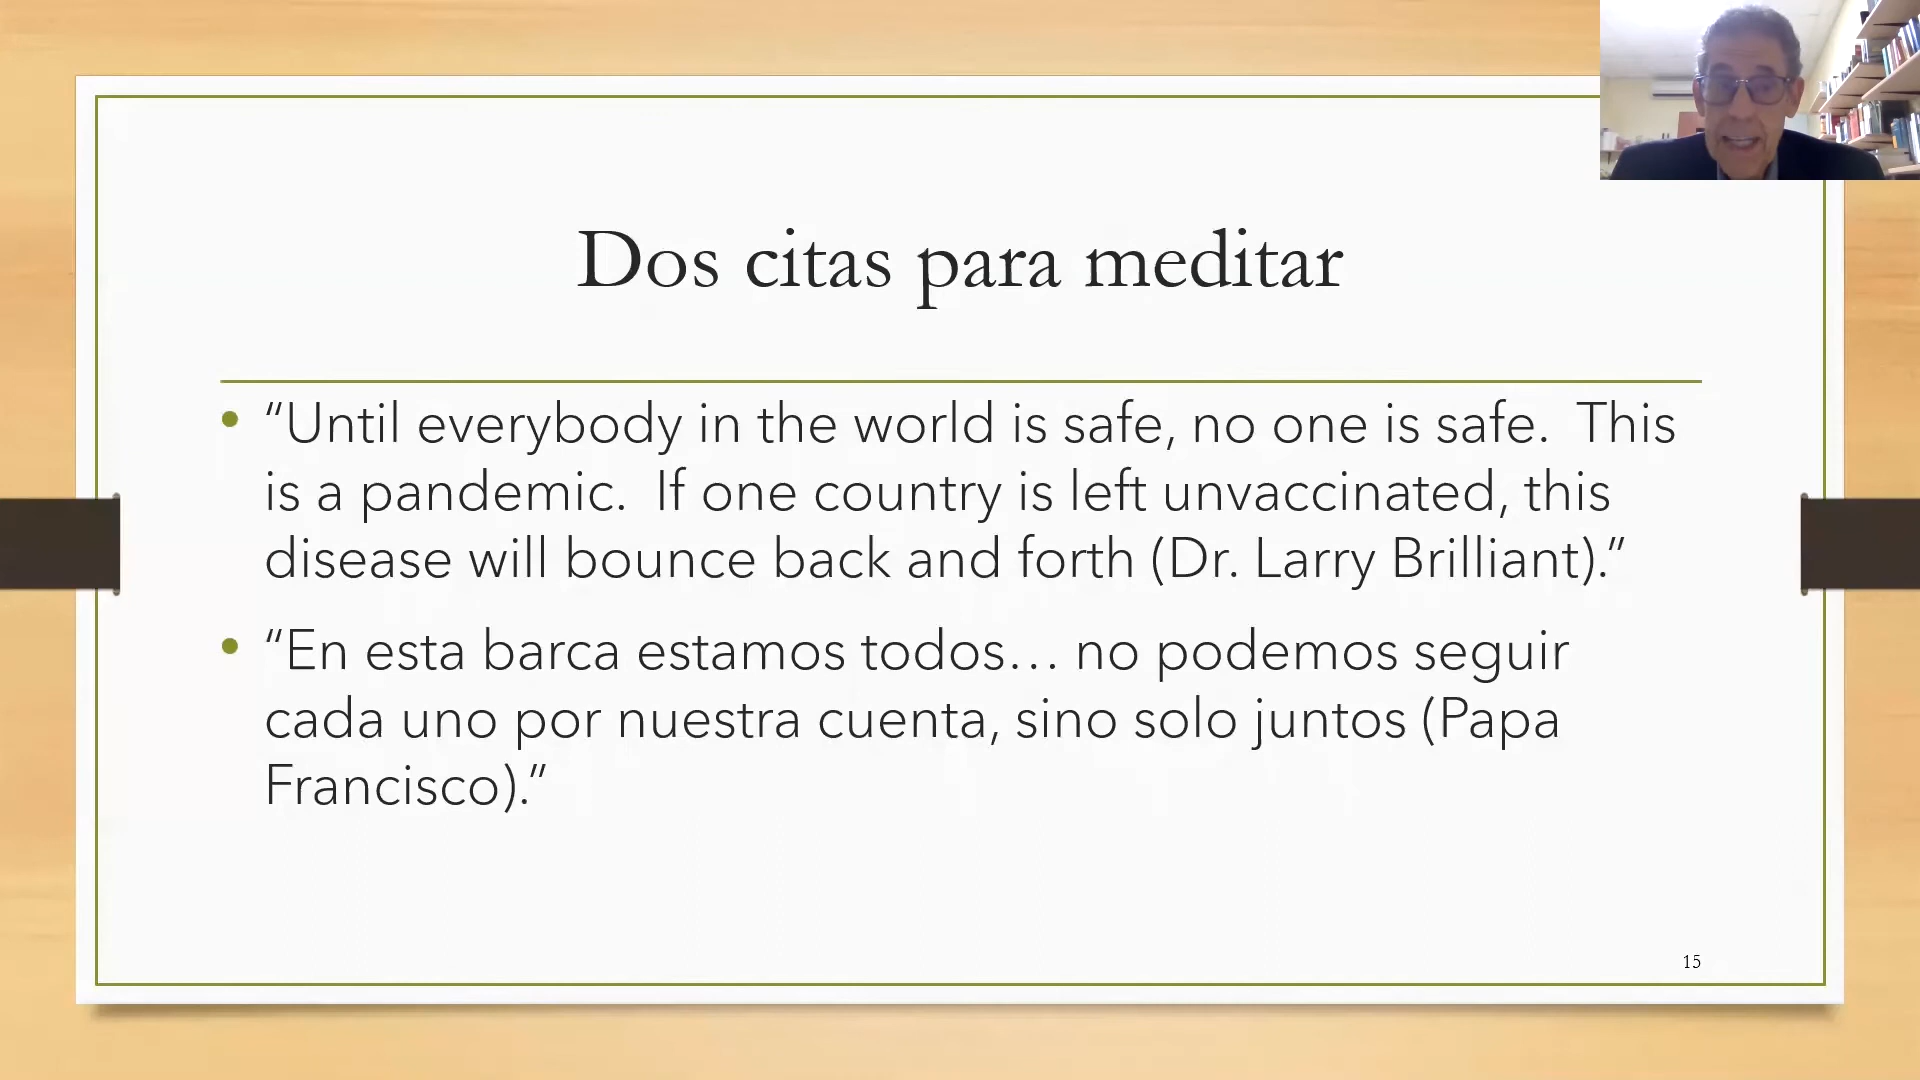 Dos citas para meditar
• “Until everybody in the world is safe, no one is safe.  This
is a pandemic.  If one country is left unvaccinated, this
disease will bounce back and forth (Dr. Larry Brilliant).”
• “En esta barca estamos todos… no podemos seguir
cada uno por nuestra cuenta, sino solo juntos (Papa
Francisco).”
15